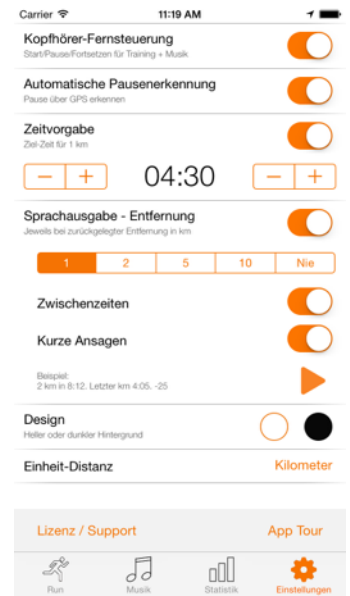 Carrier 11:19 AM
Kopfhörer-Fernsteuerung
Start/Pause/Fortsetzen für Training + Musik
Automatische Pausenerkennung
Pause über GPS erkennen
Zeitvorgabe
Ziel-Zeit für 1 km
− + 04:30 − +
Sprachausgabe - Entfernung
Jeweils bei zurückgelegter Entfernung in km
1 2 5 10 Nie
Zwischenzeiten
Kurze Ansagen
Beispiel:
2 km in 8:12. Letzter km 4:05. -25
Design
Heller oder dunkler Hintergrund
Einheit-Distanz Kilometer
Lizenz / Support App Tour
Run Musik Statistik Einstellungen